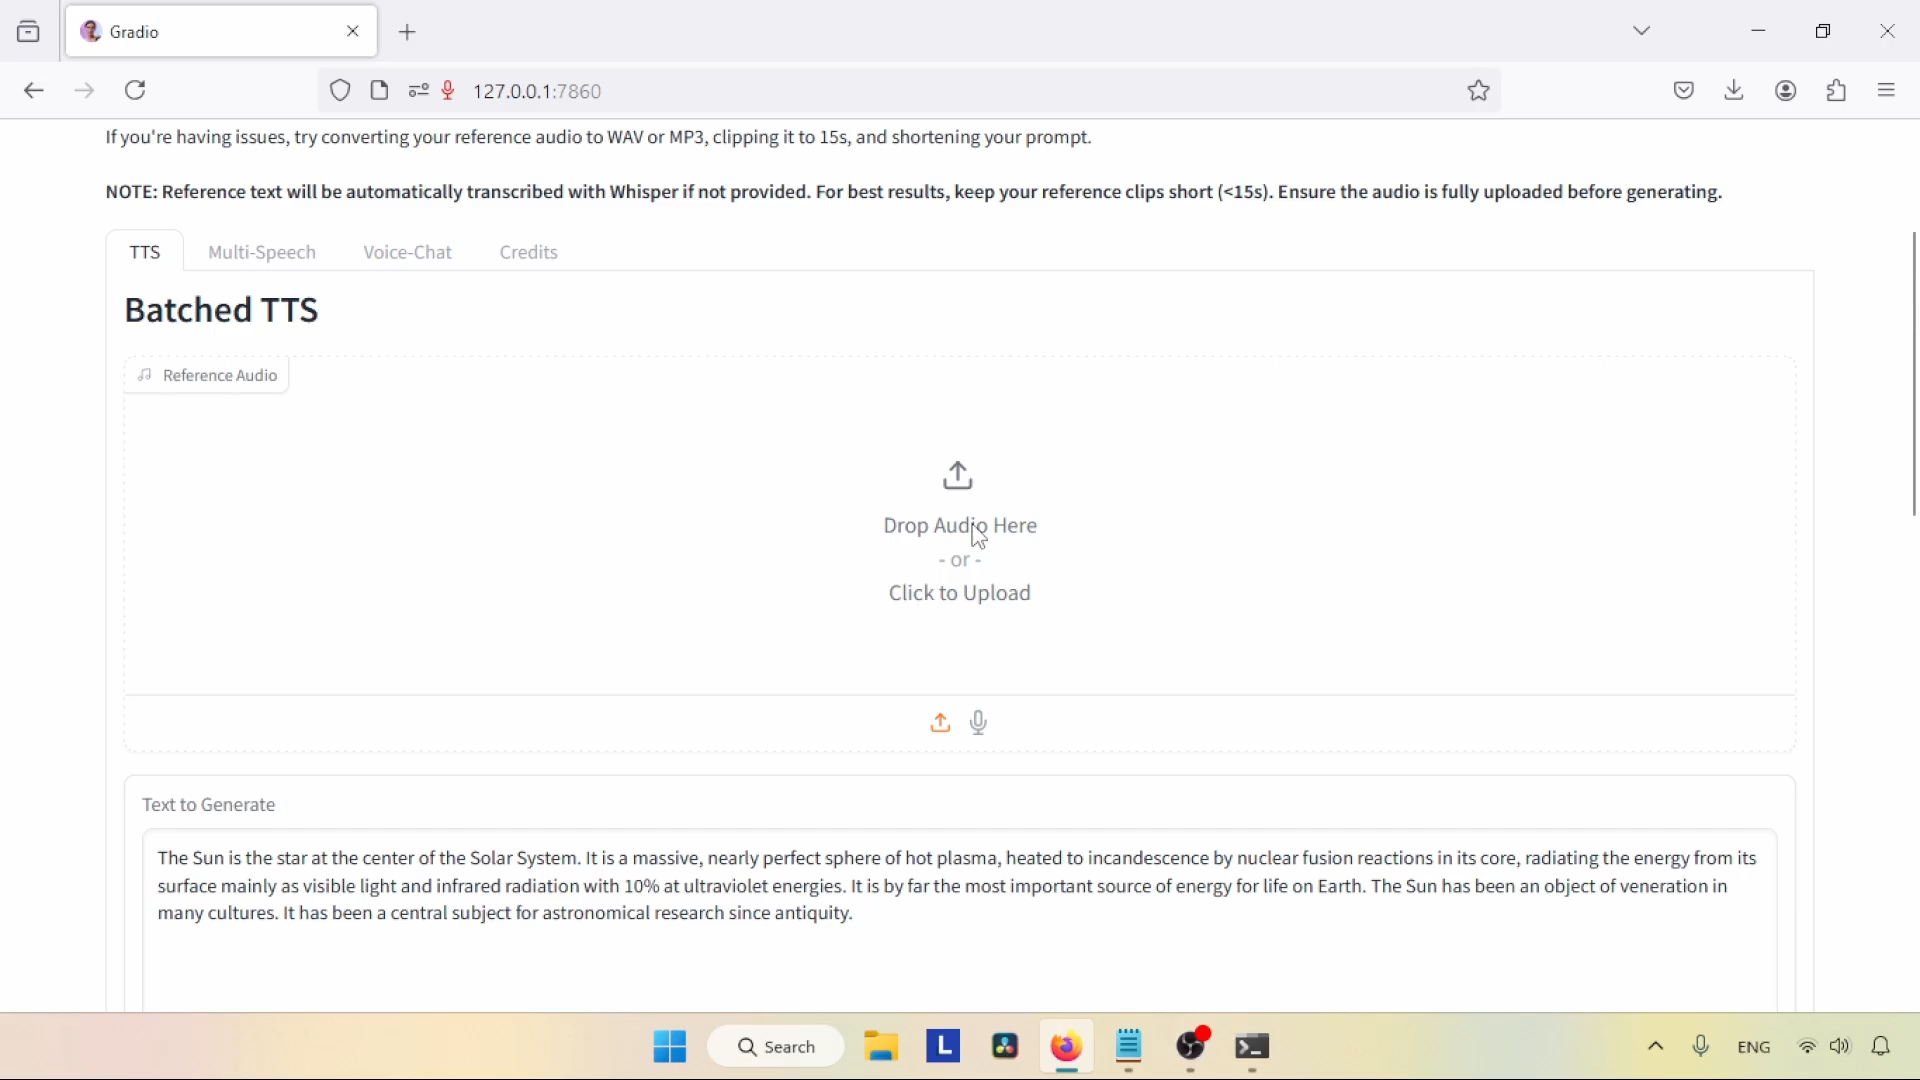 Gradio
127.0.0.1:7860
If you're having issues, try converting your reference audio to WAV or MP3, clipping it to 15s, and shortening your prompt.
NOTE: Reference text will be automatically transcribed with Whisper if not provided. For best results, keep your reference clips short (<15s). Ensure the audio is fully uploaded before generating.
TTS Multi-Speech Voice-Chat Credits
Batched TTS
Reference Audio
Drop Audio Here
- or -
Click to Upload
Text to Generate
The Sun is the star at the center of the Solar System. It is a massive, nearly perfect sphere of hot plasma, heated to incandescence by nuclear fusion reactions in its core, radiating the energy from its
surface mainly as visible light and infrared radiation with 10% at ultraviolet energies. It is by far the most important source of energy for life on Earth. The Sun has been an object of veneration in
many cultures. It has been a central subject for astronomical research since antiquity.
Search L ENG